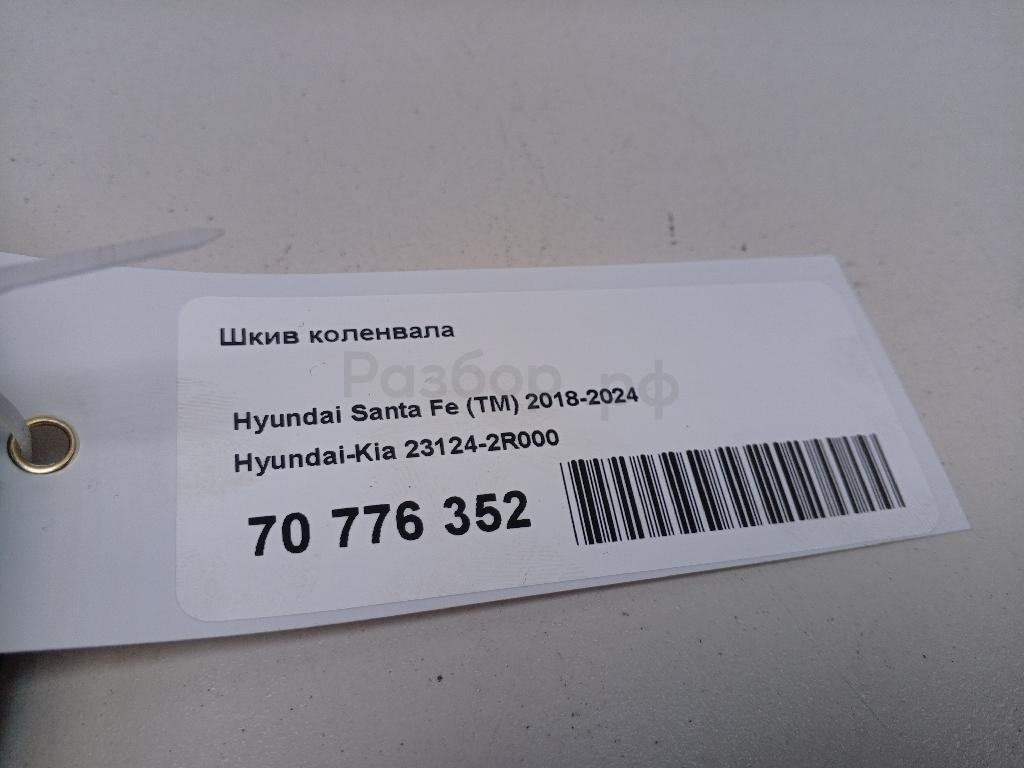 Шкив коленвала
Разбор.рф
Hyundai Santa Fe (TM) 2018-2024
Hyundai-Kia 23124-2R000
70 776 352